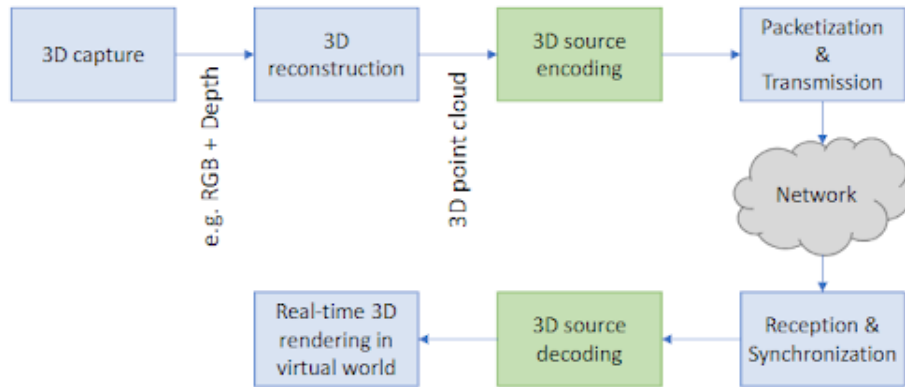 3D capture
e.g. RGB + Depth
3D
reconstruction
3D point cloud
3D source
encoding
Packetization
&
Transmission
Network
Reception &
Synchronization
3D source
decoding
Real-time 3D
rendering in
virtual world